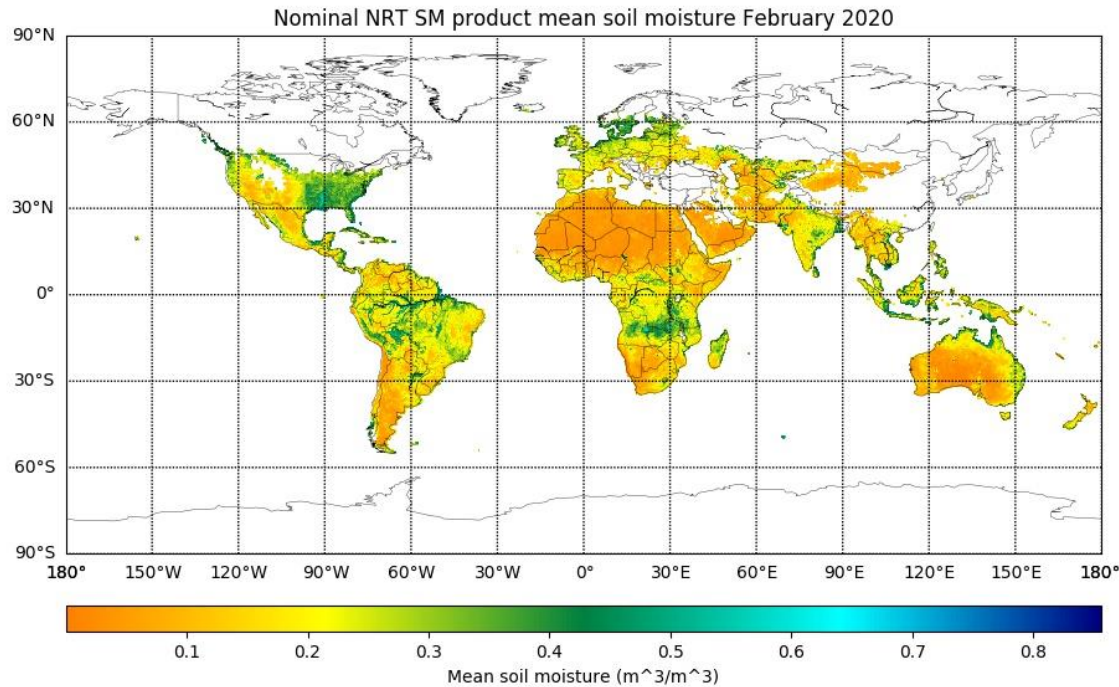 Nominal NRT SM product mean soil moisture February 2020
90°N
60°N
30°N
0°
30°S
60°S
90°S
180° 150°W 120°W 90°W 60°W 30°W 0° 30°E 60°E 90°E 120°E 150°E 180°
0.1 0.2 0.3 0.4 0.5 0.6 0.7 0.8
Mean soil moisture (m^3/m^3)